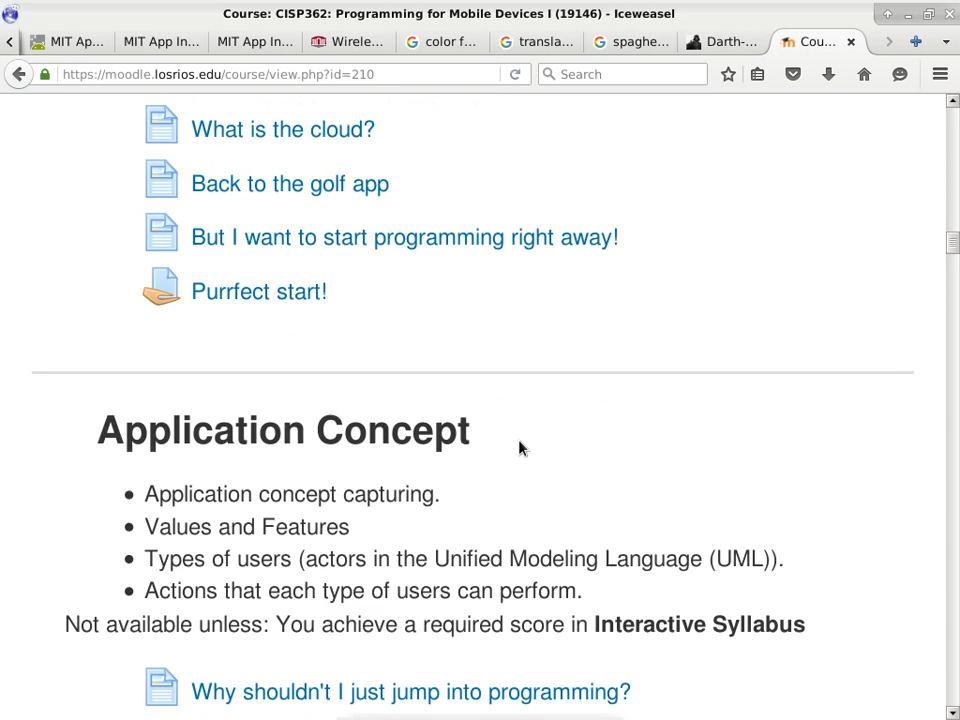 Course: CISP362: Programming for Mobile Devices I (19146) - Iceweasel
MIT Ap... MIT App In... MIT App In... Wirele... color f... transla... spaghe... Darth-... Cou...
https://moodle.losrios.edu/course/view.php?id=210 Search
What is the cloud?
Back to the golf app
But I want to start programming right away!
Purrfect start!
Application Concept
Application concept capturing.
Values and Features
Types of users (actors in the Unified Modeling Language (UML)).
Actions that each type of users can perform.
Not available unless: You achieve a required score in Interactive Syllabus
Why shouldn't I just jump into programming?